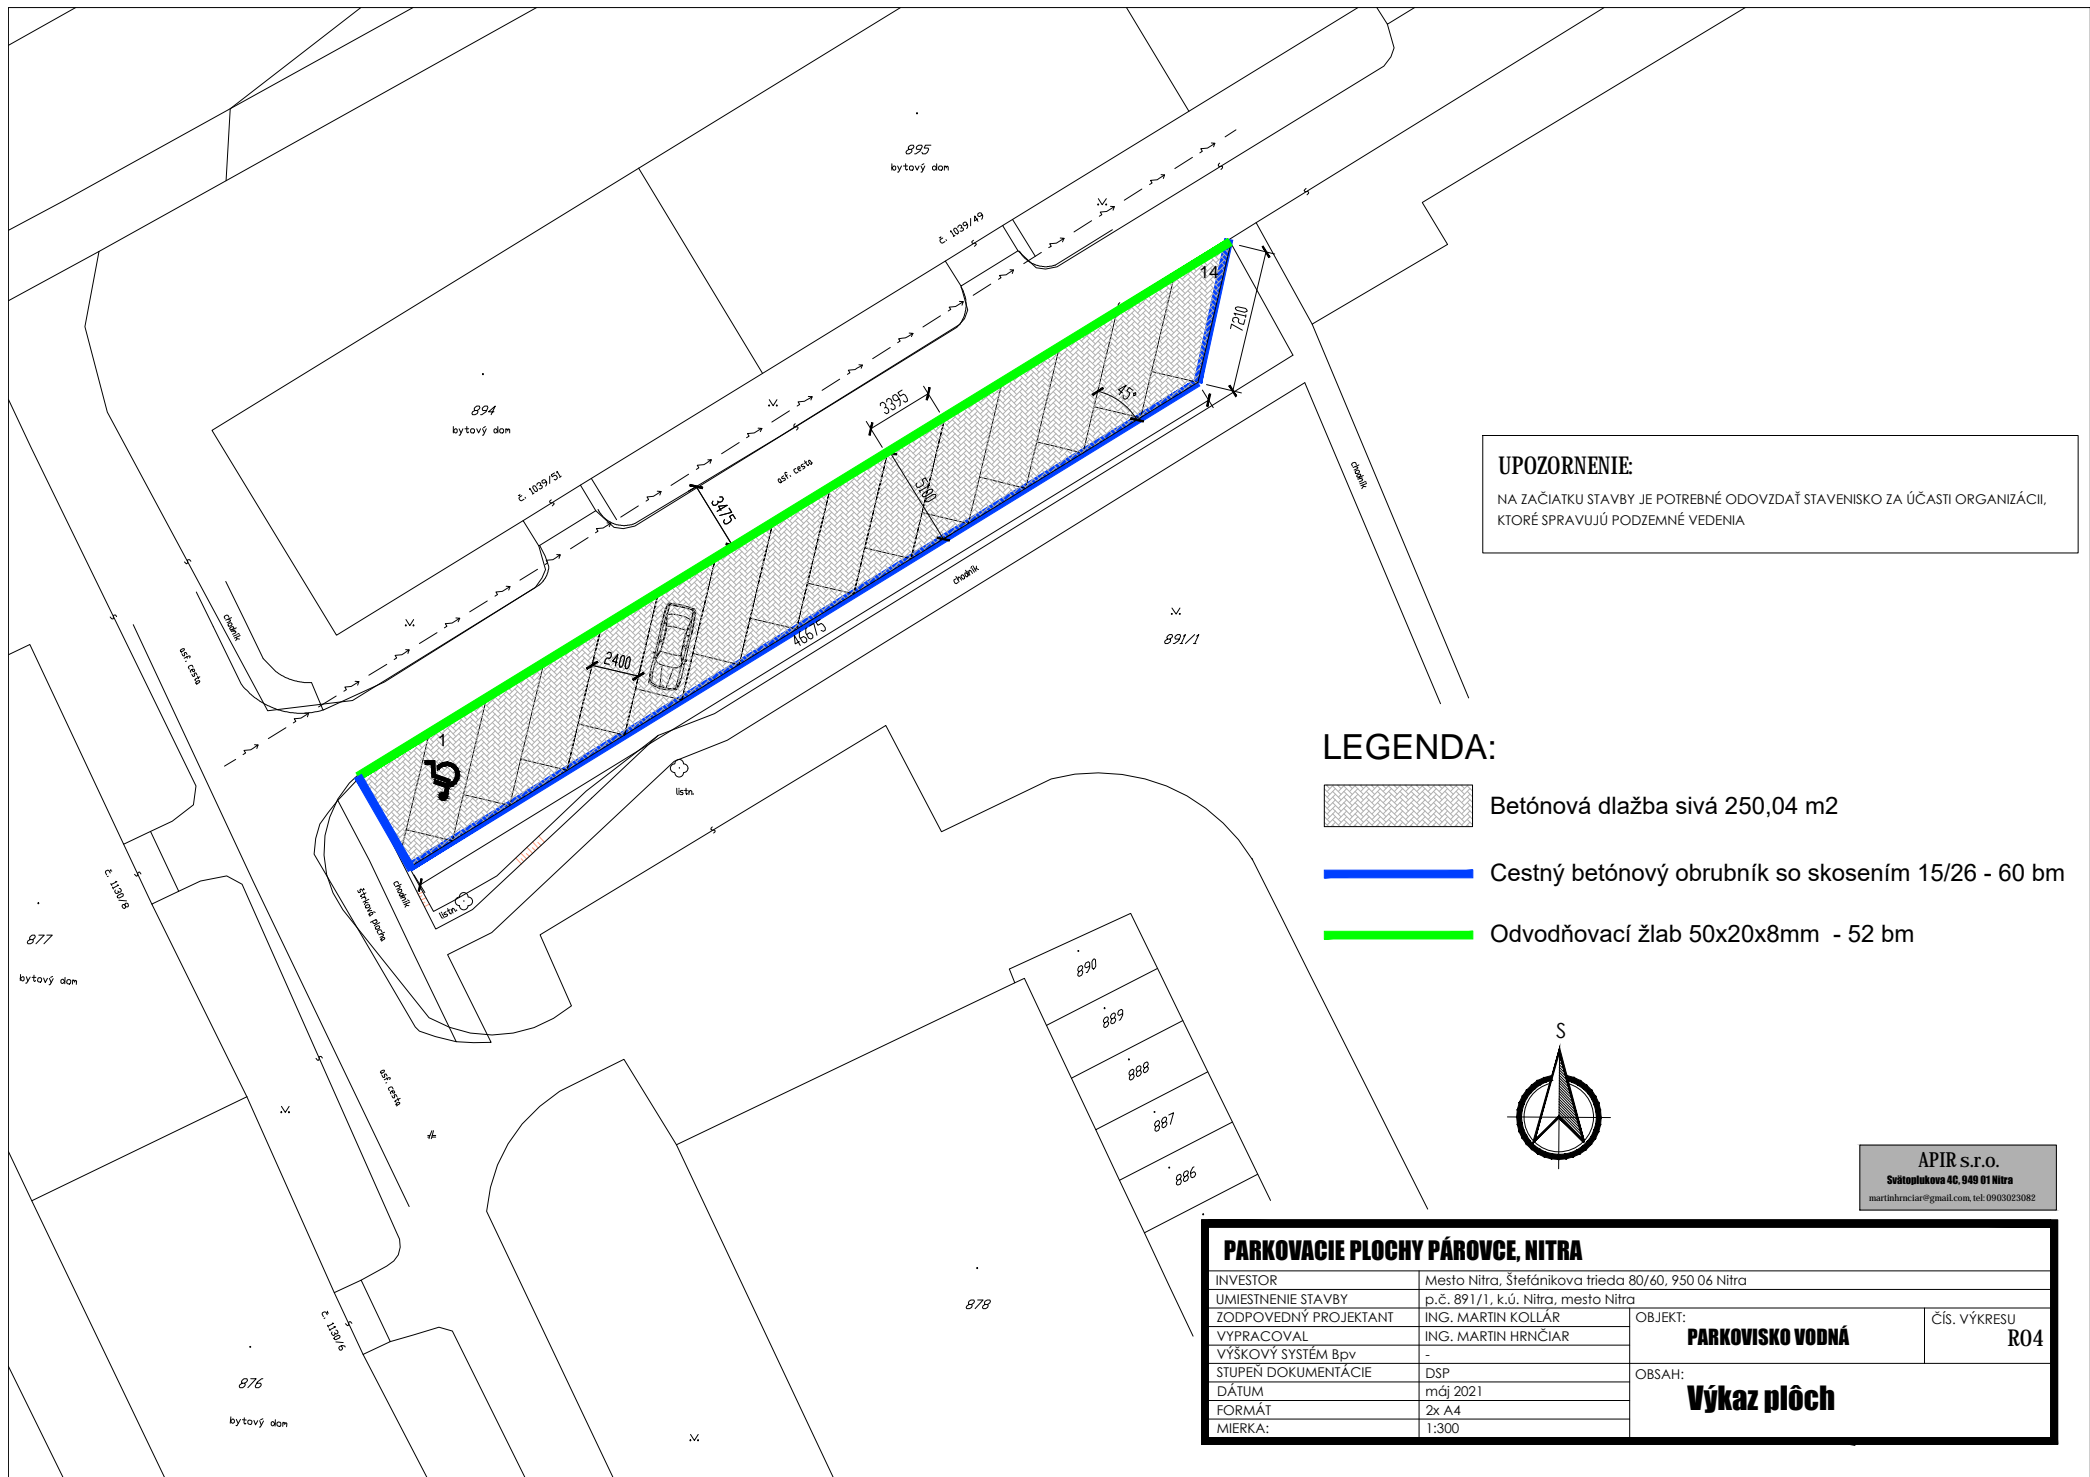 895
bytový dom
č. 1039/49
14
7210
894
bytový dom
3395
45°
č. 1039/51
asf. cesta
5180
3475
chodník
UPOZORNENIE:
NA ZAČIATKU STAVBY JE POTREBNÉ ODOVZDAŤ STAVENISKO ZA ÚČASTI ORGANIZÁCII,
KTORÉ SPRAVUJÚ PODZEMNÉ VEDENIA
chodník
chodník
46675
891/1
asf. cesta
2400
1
listn.
LEGENDA:
Betónová dlažba sivá 250,04 m2
Cestný betónový obrubník so skosením 15/26 - 60 bm
Odvodňovací žlab 50x20x8mm - 52 bm
č. 1130/8
chodník
štrková plocha
listn.
877
bytový dom
890
889
888
887
886
asf. cesta
S
878
č. 1130/6
876
bytový dom
APIR s.r.o.
Svätoplukova 4C, 949 01 Nitra
martinhrnciar@gmail.com, tel: 0903023082
PARKOVACIE PLOCHY PÁROVCE, NITRA
INVESTOR Mesto Nitra, Štefánikova trieda 80/60, 950 06 Nitra
UMIESTNENIE STAVBY p.č. 891/1, k.ú. Nitra, mesto Nitra
ZODPOVEDNÝ PROJEKTANT ING. MARTIN KOLLÁR
VYPRACOVAL ING. MARTIN HRNČIAR
VÝŠKOVÝ SYSTÉM Bpv -
STUPEŇ DOKUMENTÁCIE DSP
DÁTUM máj 2021
FORMÁT 2x A4
MIERKA: 1:300
OBJEKT:
PARKOVISKO VODNÁ
ČÍS. VÝKRESU
R04
OBSAH:
Výkaz plôch